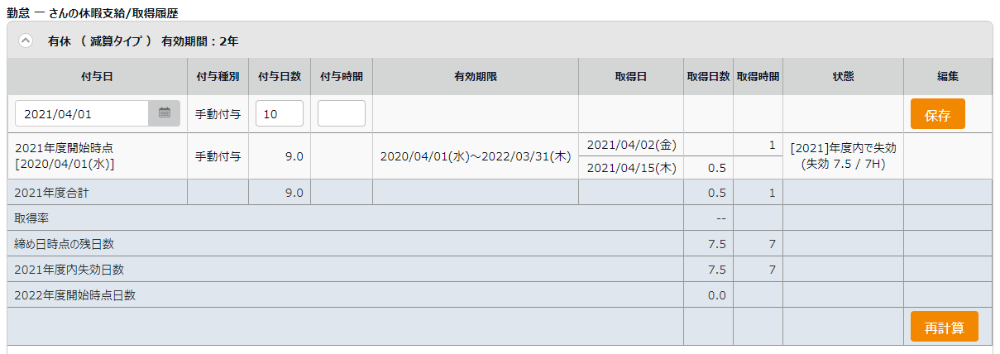 勤怠 一 さんの休暇支給/取得履歴
有休 （ 減算タイプ ） 有効期間：2年
付与日 付与種別 付与日数 付与時間 有効期限 取得日 取得日数 取得時間 状態 編集
2021/04/01 手動付与 10 保存
2021年度開始時点
[2020/04/01(水)]
手動付与 9.0 2020/04/01(水)～2022/03/31(木)
2021/04/02(金) 1
2021/04/15(木) 0.5
[2021]年度内で失効
(失効 7.5 / 7H)
2021年度合計 9.0 0.5 1
取得率 --
締め日時点の残日数 7.5 7
2021年度内失効日数 7.5 7
2022年度開始時点日数 0.0
再計算